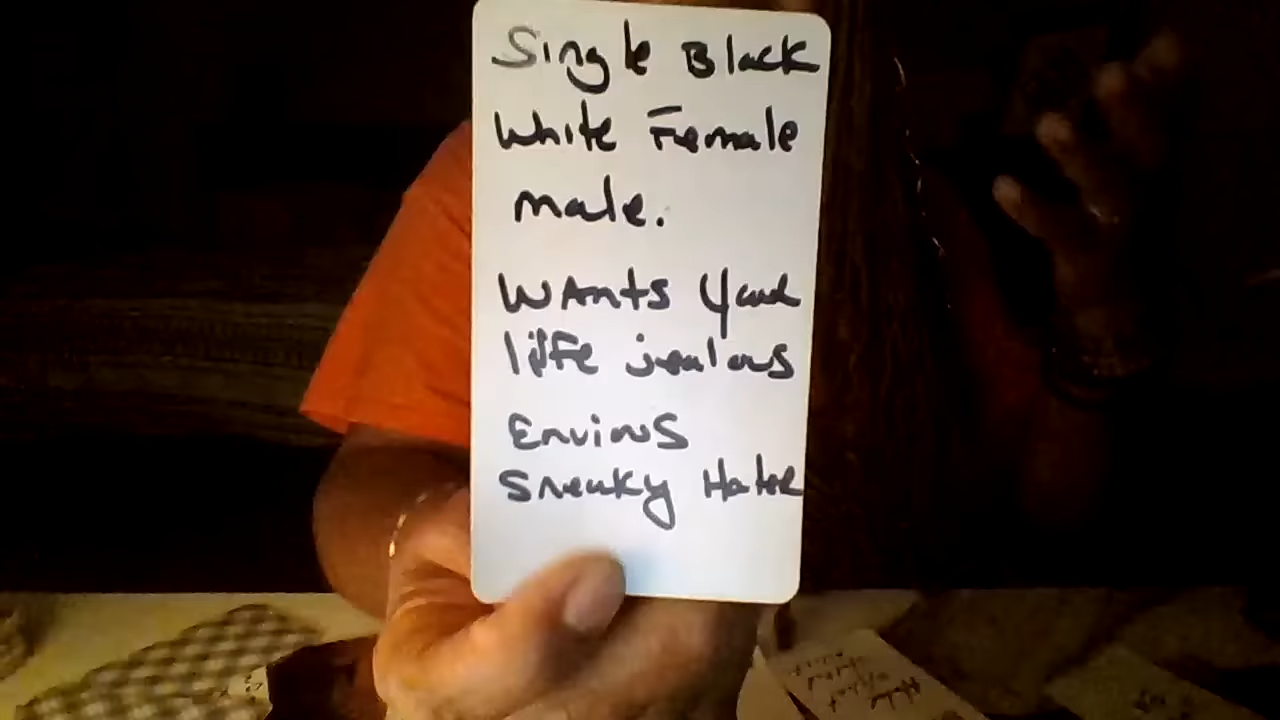 Single Black
White Female
male.
WAnts Your
life jealous
Envious
Sneaky Hater